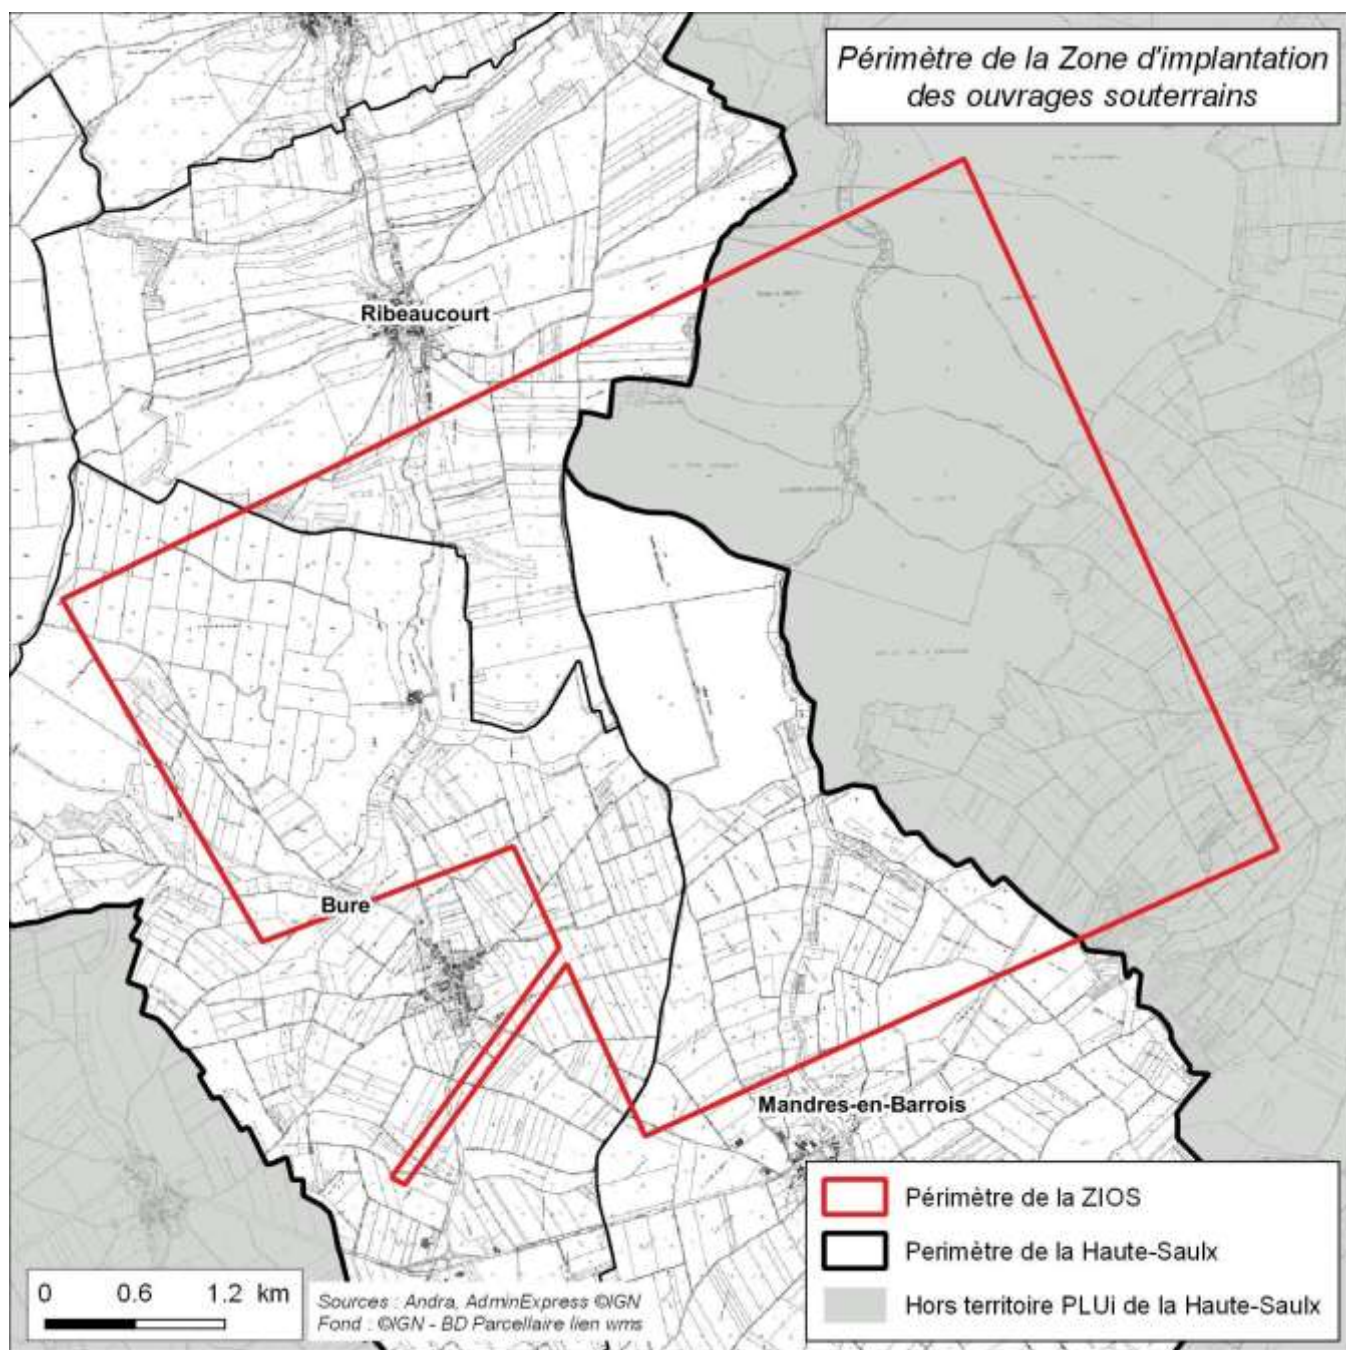 Périmètre de la Zone d'implantation
des ouvrages souterrains
Ribeaucourt
Bure
Mandres-en-Barrois
Périmètre de la ZIOS
Perimètre de la Haute-Saulx
Hors territoire PLUi de la Haute-Saulx
0 0.6 1.2 km
Sources : Andra, AdminExpress ©IGN
Fond : ©IGN - BD Parcellaire lien wms